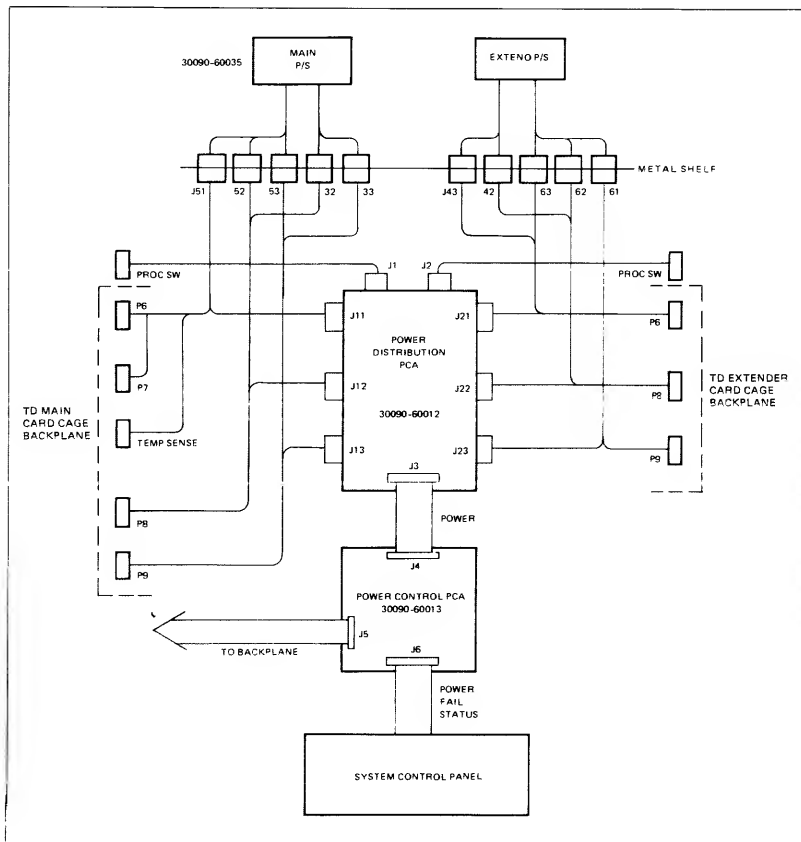 30090-60035
MAIN
P/S
EXTENO P/S
METAL SHELF
J51
52
53
32
33
J43
42
63
62
61
J1
J2
PROC SW
PROC SW
P6
J11
POWER
DISTRIBUTION
PCA
J21
P6
P7
TD MAIN
CARD CAGE
BACKPLANE
J12
30090-60012
J22
P8
TD EXTENDER
CARD CAGE
BACKPLANE
TEMP SENSE
J13
J23
P9
J3
P8
POWER
P9
J4
POWER CONTROL PCA
30090-60013
J5
TO BACKPLANE
J6
POWER
FAIL
STATUS
SYSTEM CONTROL PANEL